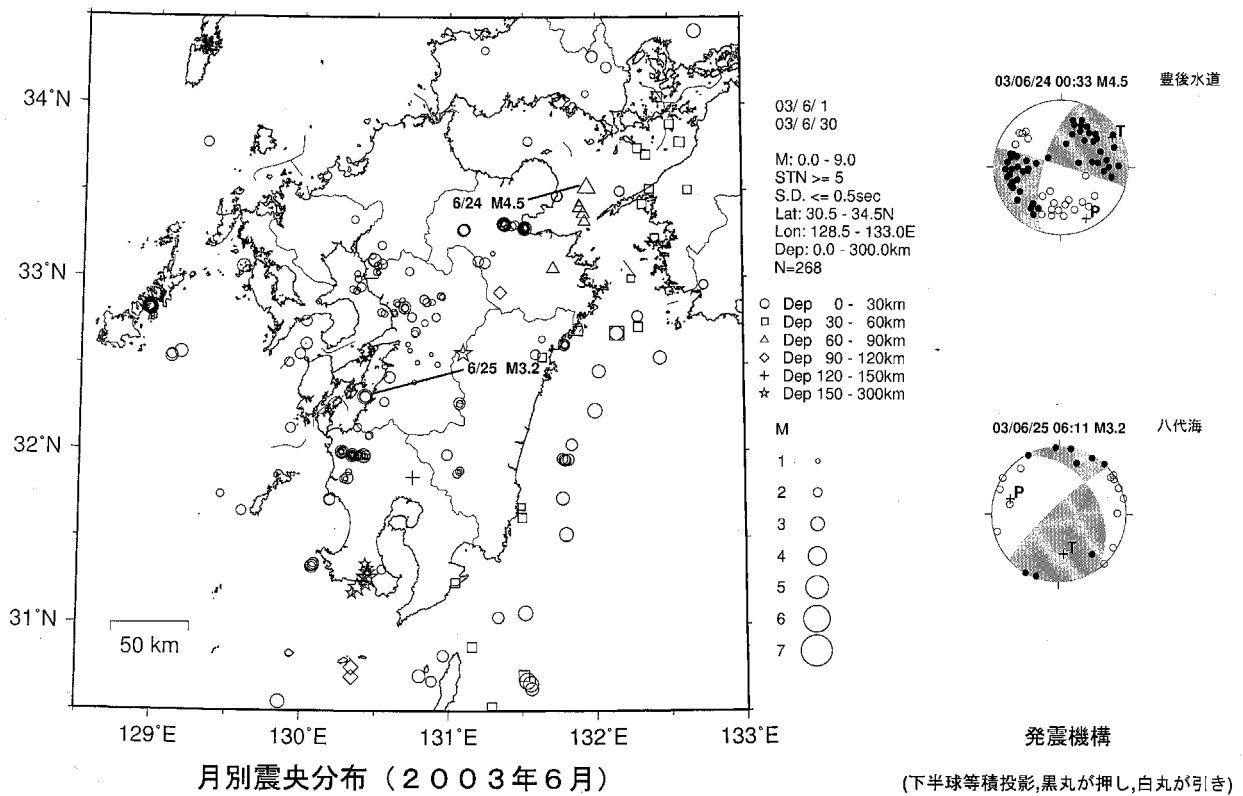 34°N
33°N
32°N
31°N
129°E
130°E
131°E
132°E
133°E
6/24 M4.5
6/25 M3.2
50 km
月別震央分布（２００３年６月）
03/ 6/ 1
03/ 6/ 30
M: 0.0 - 9.0
STN >= 5
S.D. <= 0.5sec
Lat: 30.5 - 34.5N
Lon: 128.5 - 133.0E
Dep: 0.0 - 300.0km
N=268
Dep 0 - 30km
Dep 30 - 60km
Dep 60 - 90km
Dep 90 - 120km
Dep 120 - 150km
Dep 150 - 300km
M
1
2
3
4
5
6
7
03/06/24 00:33 M4.5 豊後水道
T
P
03/06/25 06:11 M3.2 八代海
P
T
発震機構
(下半球等積投影,黒丸が押し,白丸が引き)